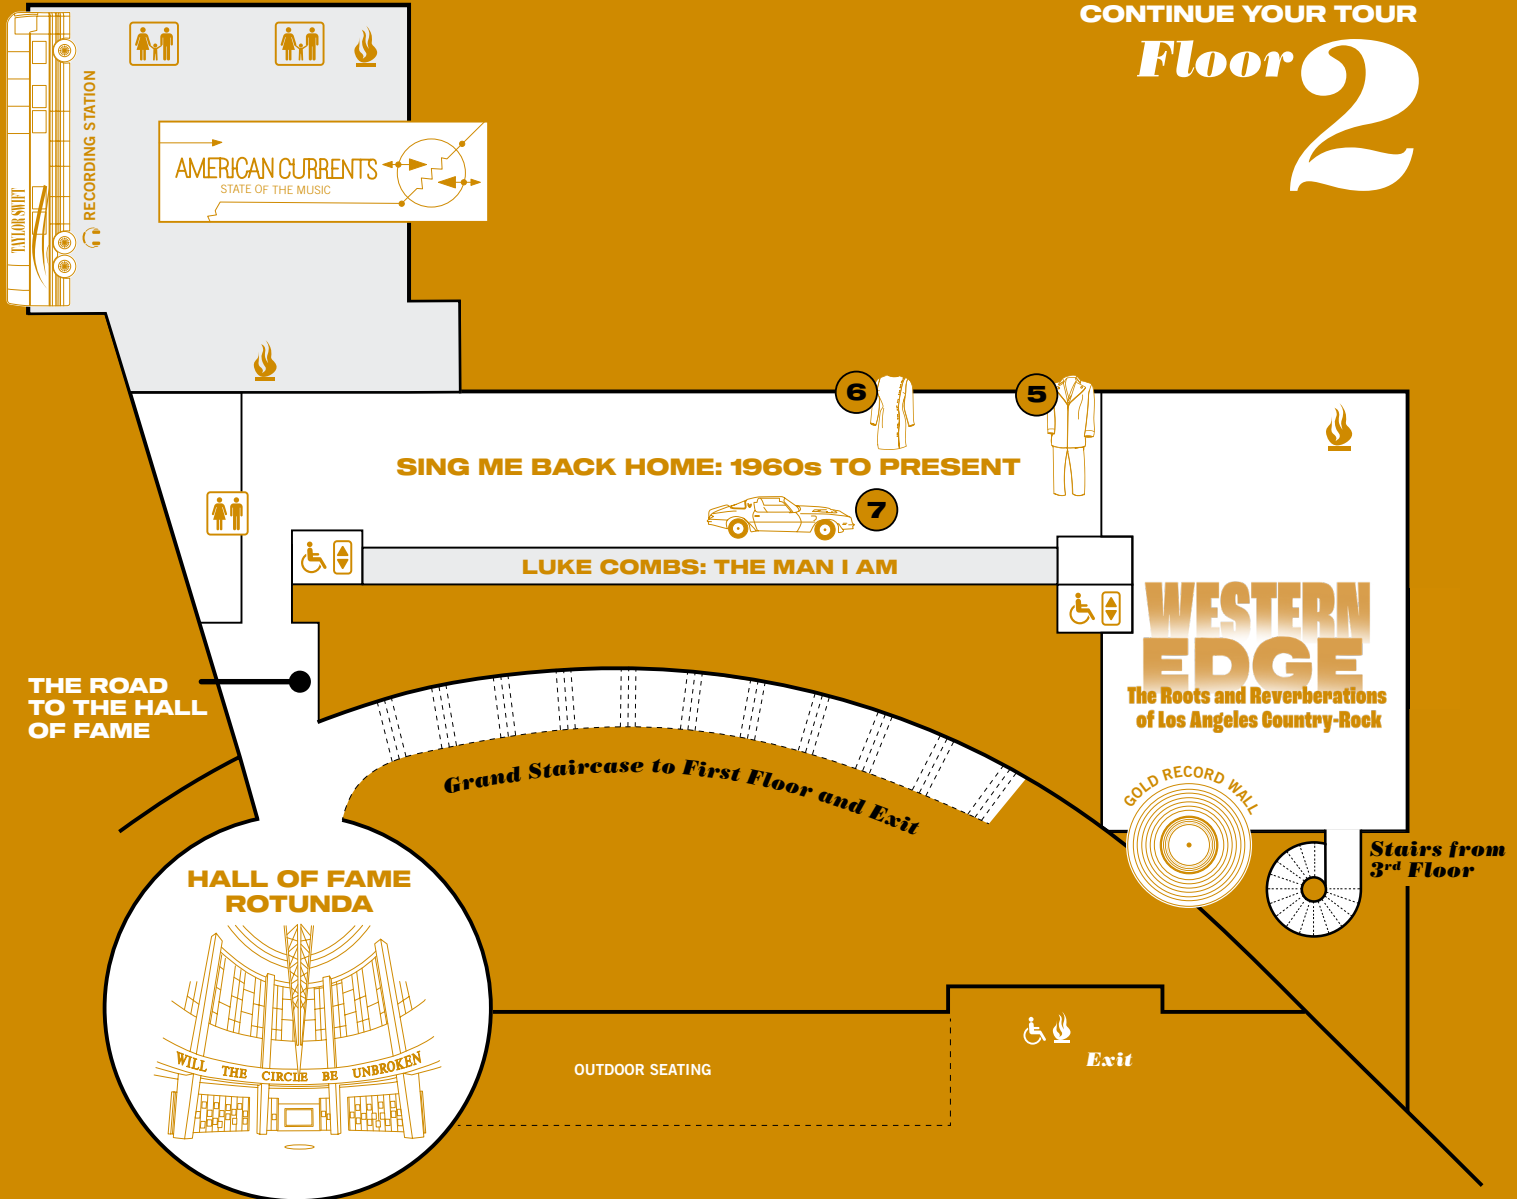 CONTINUE YOUR TOUR
Floor 2
TAYLOR SWIFT
RECORDING STATION
AMERICAN CURRENTS
STATE OF THE MUSIC
6
5
SING ME BACK HOME: 1960s TO PRESENT
7
LUKE COMBS: THE MAN I AM
WESTERN
EDGE
The Roots and Reverberations
of Los Angeles Country-Rock
THE ROAD
TO THE HALL
OF FAME
Grand Staircase to First Floor and Exit
GOLD RECORD WALL
Stairs from
3rd Floor
HALL OF FAME
ROTUNDA
WILL THE CIRCLE BE UNBROKEN
OUTDOOR SEATING
Exit